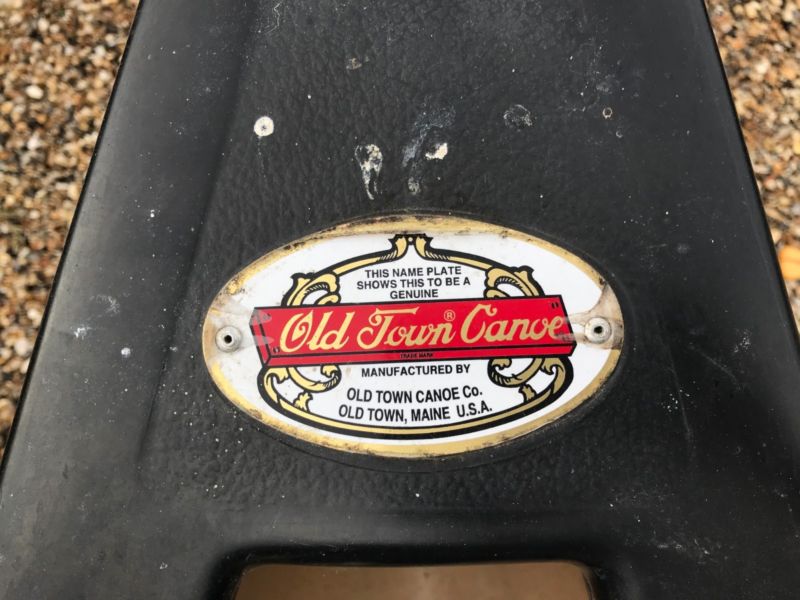 THIS NAME PLATE
SHOWS THIS TO BE A
GENUINE
Old Town® Canoe
TRADE MARK
MANUFACTURED BY
OLD TOWN CANOE Co.
OLD TOWN, MAINE U.S.A.